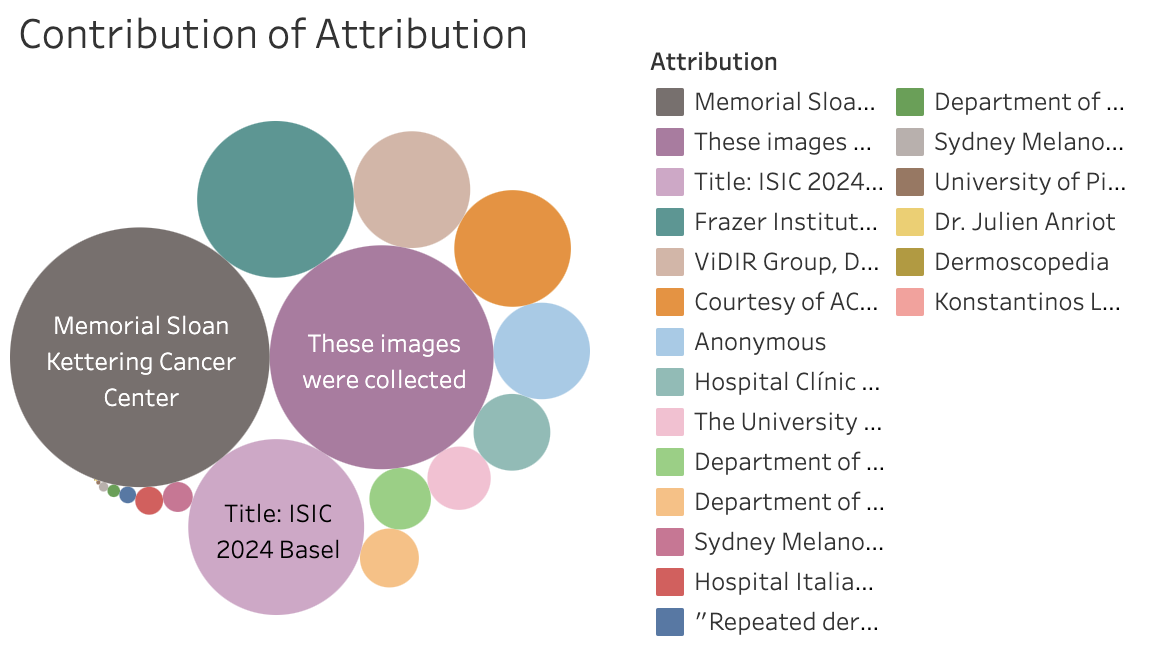 Contribution of Attribution
Memorial Sloan
Kettering Cancer
Center
These images
were collected
Title: ISIC
2024 Basel
Attribution
Memorial Sloa...
These images ...
Title: ISIC 2024...
Frazer Institut...
ViDIR Group, D...
Courtesy of AC...
Anonymous
Hospital Clínic ...
The University ...
Department of ...
Department of ...
Sydney Melano...
Hospital Italia...
"Repeated der...
Department of ...
Sydney Melano...
University of Pi...
Dr. Julien Anriot
Dermoscopedia
Konstantinos L...